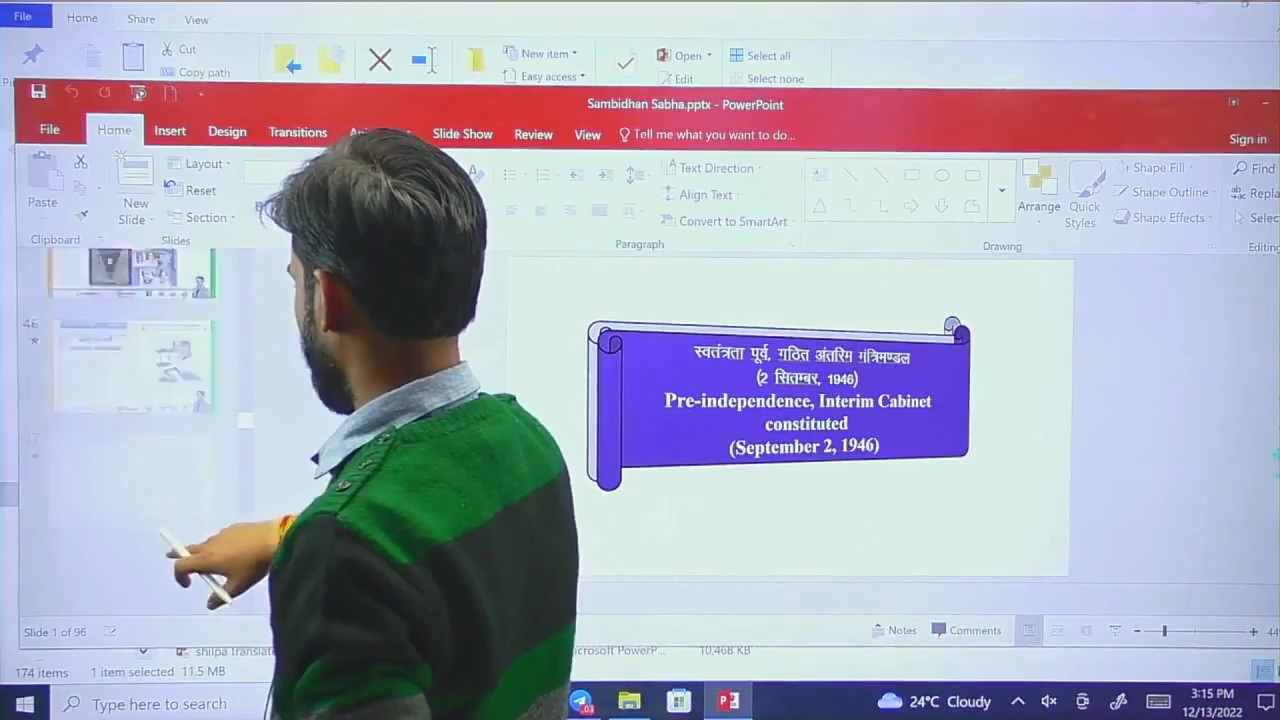 File Home Share View
Cut
Copy path
New item
Easy access
Open
Edit
Select all
Select none
Sambidhan Sabha.pptx - PowerPoint
File Home Insert Design Transitions Slide Show Review View Tell me what you want to do...
Sign in
Paste
Clipboard
New
Slide
Layout
Reset
Section
Slides
Text Direction
Align Text
Convert to SmartArt
Paragraph
Arrange
Quick
Styles
Shape Fill
Shape Outline
Shape Effects
Drawing
Find
46
स्वतंत्रता पूर्व, गठित अंतरिम मंत्रिमण्डल
(2 सितम्बर, 1946)
Pre-independence, Interim Cabinet
constituted
(September 2, 1946)
Slide 1 of 96
Notes Comments
10,468 KB
174 items 1 item selected 11.5 MB
Type here to search
24°C Cloudy
3:15 PM
12/13/2022